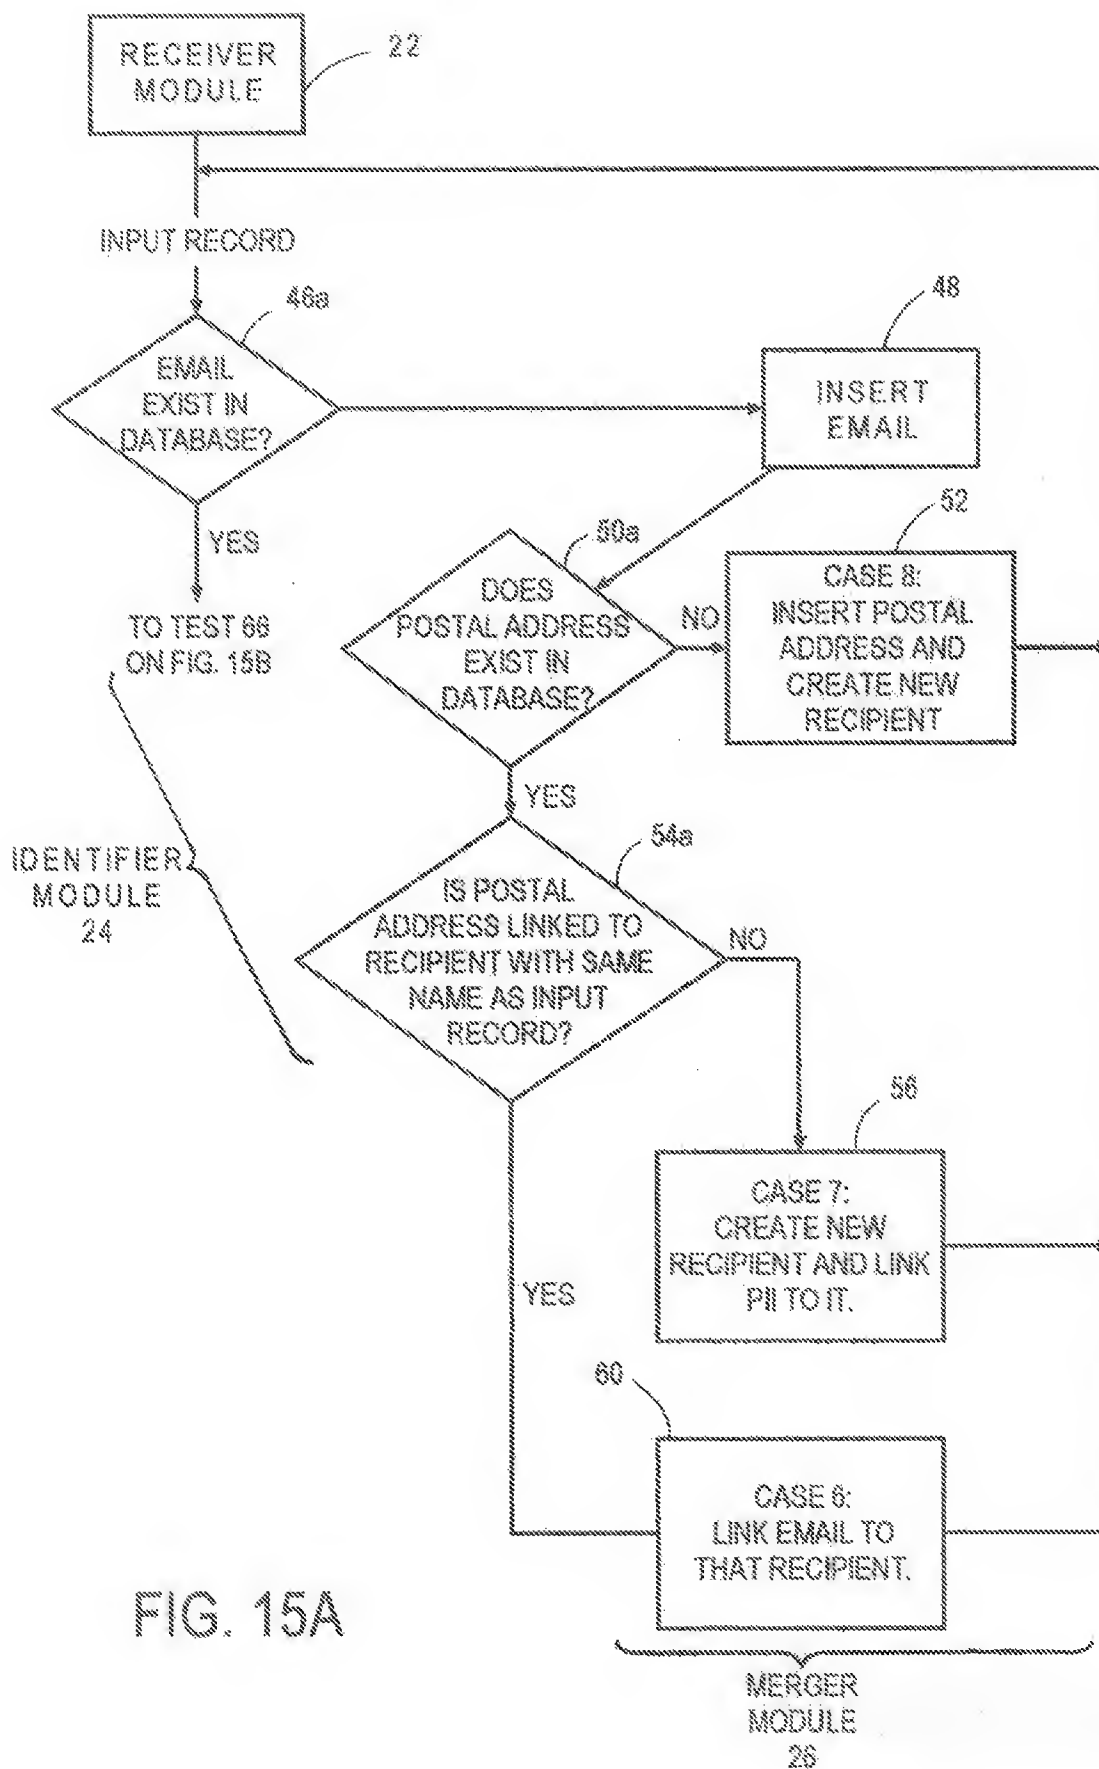 RECEIVER
MODULE
22
INPUT RECORD
46a
EMAIL
EXIST IN
DATABASE?
48
INSERT
EMAIL
YES
TO TEST 66
ON FIG. 15B
50a
DOES
POSTAL ADDRESS
EXIST IN
DATABASE?
NO
52
CASE 8:
INSERT POSTAL
ADDRESS AND
CREATE NEW
RECIPIENT
YES
IDENTIFIER
MODULE
24
54a
IS POSTAL
ADDRESS LINKED TO
RECIPIENT WITH SAME
NAME AS INPUT
RECORD?
NO
56
CASE 7:
CREATE NEW
RECIPIENT AND LINK
PII TO IT.
YES
60
CASE 6:
LINK EMAIL TO
THAT RECIPIENT.
FIG. 15A
MERGER
MODULE
26